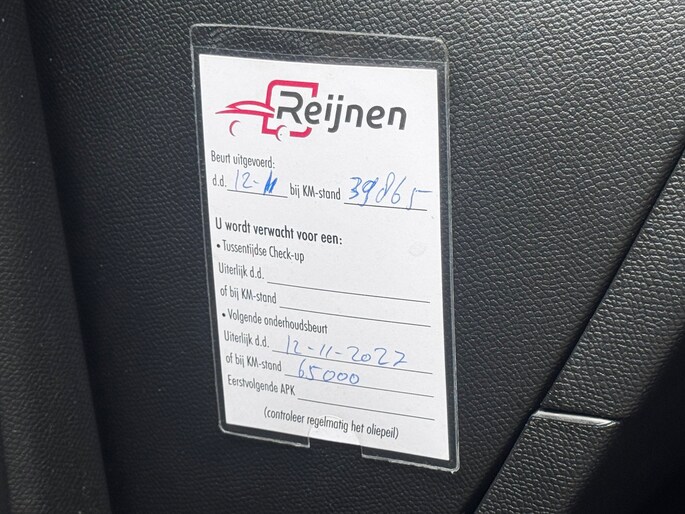 Reijnen
Beurt uitgevoerd:
d.d. 12-11 bij KM-stand 39865
U wordt verwacht voor een:
• Tussentijdse Check-up
Uiterlijk d.d.
of bij KM-stand
• Volgende onderhoudsbeurt
Uiterlijk d.d. 12-11-2027
of bij KM-stand 65000
Eerstvolgende APK
(controleer regelmatig het oliepeil)